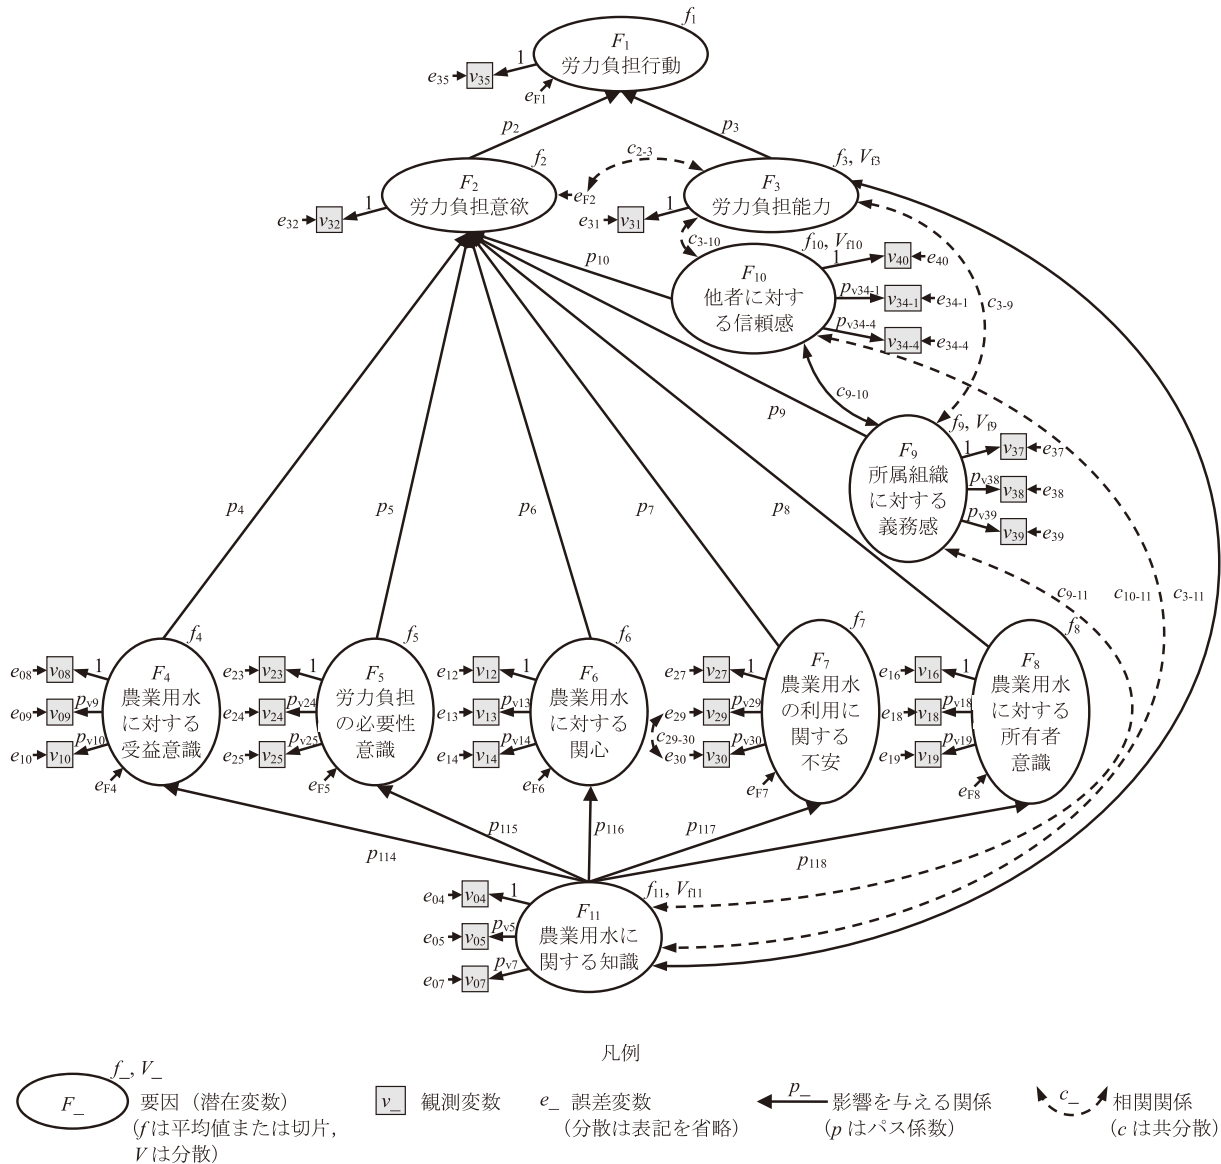 f1
F1
労力負担行動
1
e35
v35
eF1
p2
p3
c2-3
f2
f3, Vf3
F2
労力負担意欲
eF2
F3
労力負担能力
1
e32
v32
1
e31
v31
c3-10
f10, Vf10
p10
F10
他者に対す
る信頼感
1
v40
e40
pv34-1
v34-1
e34-1
pv34-4
v34-4
e34-4
c3-9
c9-10
p9
f9, Vf9
F9
所属組織
に対する
義務感
1
v37
e37
pv38
v38
e38
pv39
v39
e39
p4
p5
p6
p7
p8
c9-11
c10-11
c3-11
f4
F4
農業用水
に対する
受益意識
e08
v08
1
e09
v09
pv9
e10
v10
pv10
eF4
f5
F5
労力負担
の必要性
意識
e23
v23
1
e24
v24
pv24
e25
v25
pv25
eF5
f6
F6
農業用水
に対する
関心
e12
v12
1
e13
v13
pv13
e14
v14
pv14
eF6
f7
F7
農業用水
の利用に
関する
不安
e27
v27
1
e29
v29
pv29
c29-30
e30
v30
pv30
eF7
f8
F8
農業用水
に対する
所有者
意識
e16
v16
1
e18
v18
pv18
e19
v19
pv19
eF8
p114
p115
p116
p117
p118
f11, Vf11
F11
農業用水に
関する知識
e04
v04
1
e05
v05
pv5
e07
v07
pv7
凡例
f_, V_
F_
要因（潜在変数）
(fは平均値または切片,
Vは分散)
v_
観測変数
e_ 誤差変数
(分散は表記を省略)
p_
影響を与える関係
(pはパス係数)
c_
相関関係
(cは共分散)